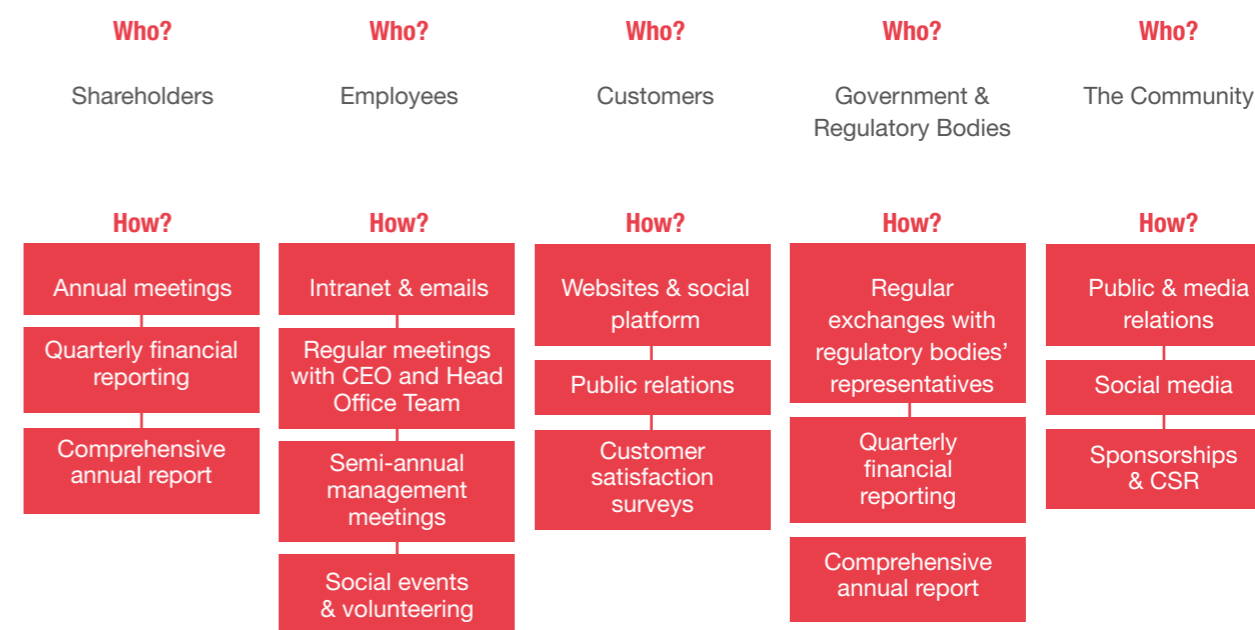 Who?
Shareholders
How?
Annual meetings
Quarterly financial
reporting
Comprehensive
annual report
Who?
Employees
How?
Intranet & emails
Regular meetings
with CEO and Head
Office Team
Semi-annual
management
meetings
Social events
& volunteering
Who?
Customers
How?
Websites & social
platform
Public relations
Customer
satisfaction
surveys
Who?
Government &
Regulatory Bodies
How?
Regular
exchanges with
regulatory bodies’
representatives
Quarterly
financial
reporting
Comprehensive
annual report
Who?
The Community
How?
Public & media
relations
Social media
Sponsorships
& CSR